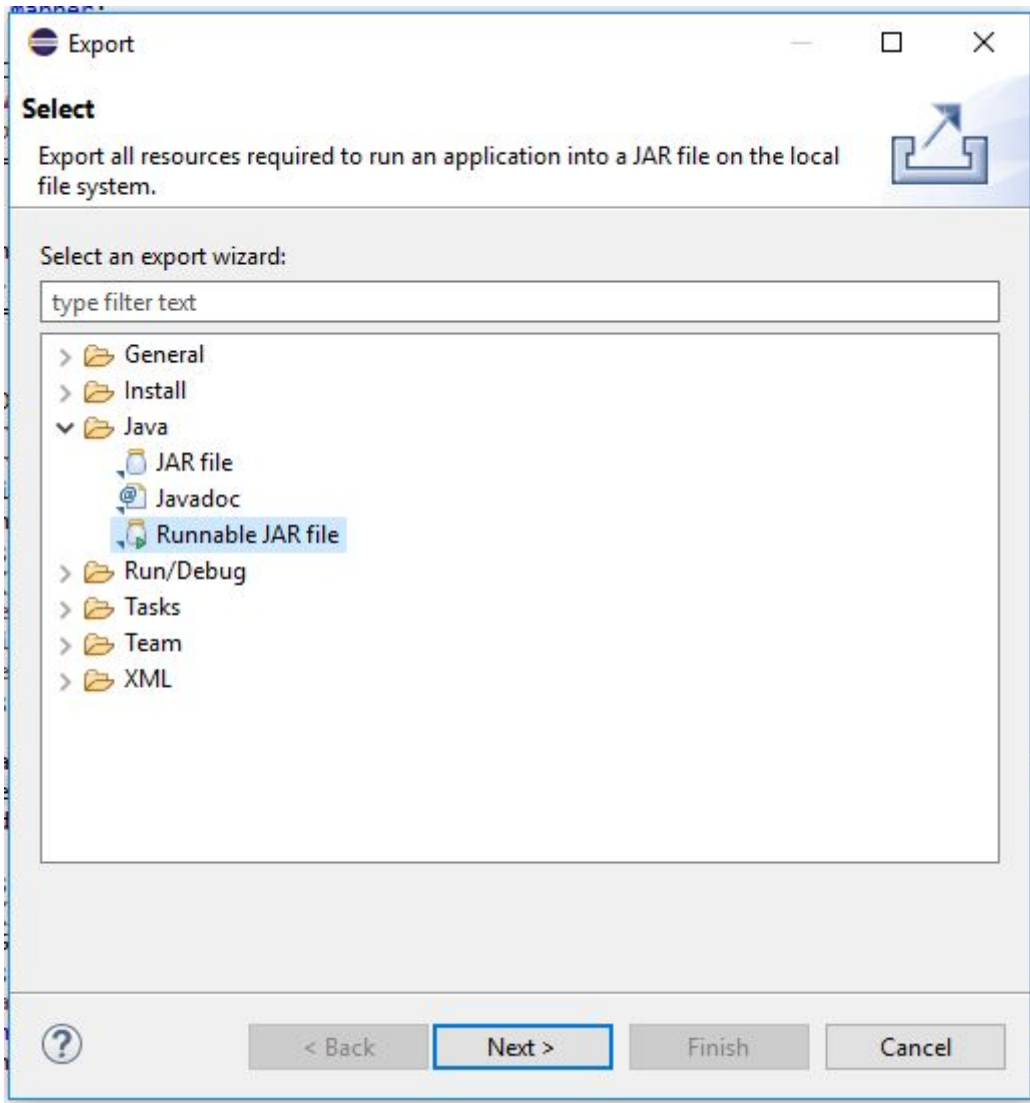 manner.
Export
Select
Export all resources required to run an application into a JAR file on the local
file system.
Select an export wizard:
type filter text
General
Install
Java
JAR file
Javadoc
Runnable JAR file
Run/Debug
Tasks
Team
XML
?
< Back
Next >
Finish
Cancel